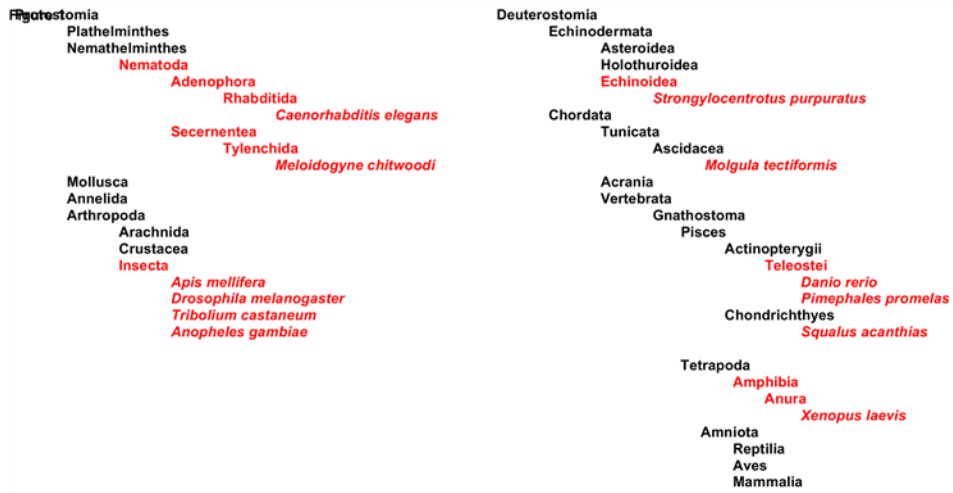 Figure 1
Protostomia
Plathelminthes
Nemathelminthes
Nematoda
Adenophora
Rhabditida
Caenorhabditis elegans
Secernentea
Tylenchida
Meloidogyne chitwoodi
Mollusca
Annelida
Arthropoda
Arachnida
Crustacea
Insecta
Apis mellifera
Drosophila melanogaster
Tribolium castaneum
Anopheles gambiae
Deuterostomia
Echinodermata
Asteroidea
Holothuroidea
Echinoidea
Strongylocentrotus purpuratus
Chordata
Tunicata
Ascidacea
Molgula tectiformis
Acrania
Vertebrata
Gnathostoma
Pisces
Actinopterygii
Teleostei
Danio rerio
Pimephales promelas
Chondrichthyes
Squalus acanthias
Tetrapoda
Amphibia
Anura
Xenopus laevis
Amniota
Reptilia
Aves
Mammalia